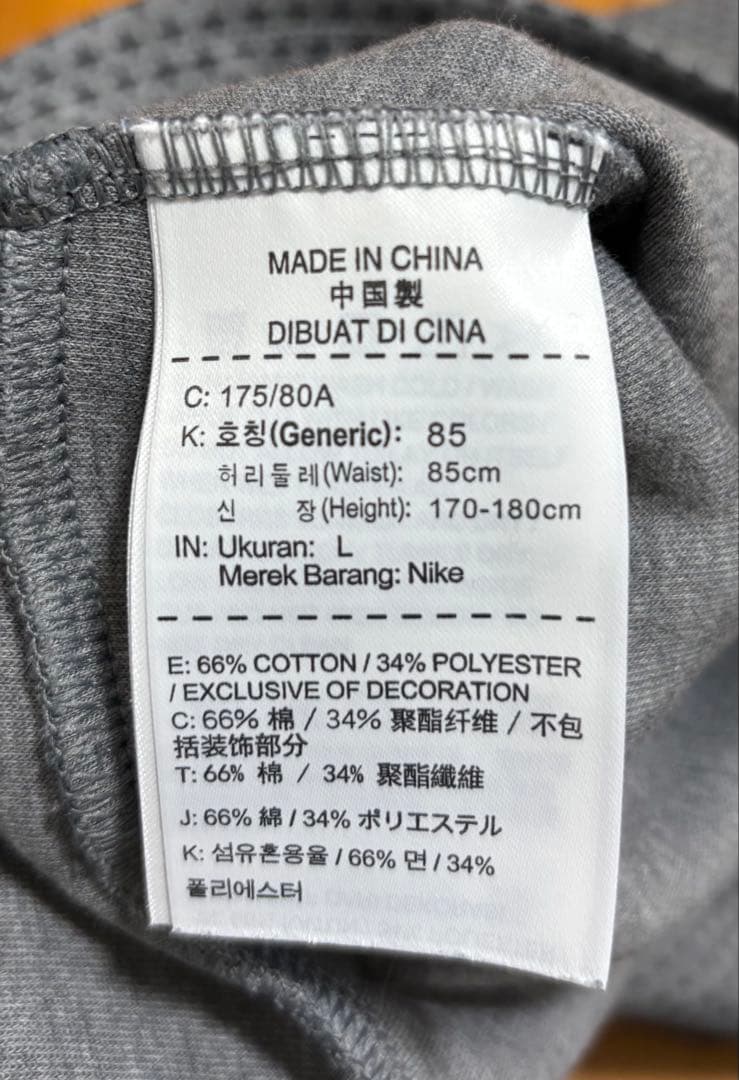 MADE IN CHINA
中国製
DIBUAT DI CINA
C: 175/80A
K: 호칭(Generic): 85
허리둘레(Waist): 85cm
신 장(Height): 170-180cm
IN: Ukuran: L
Merek Barang: Nike
E: 66% COTTON / 34% POLYESTER
/ EXCLUSIVE OF DECORATION
C: 66% 棉 / 34% 聚酯纤维 / 不包
括装饰部分
T: 66% 棉 / 34% 聚酯纖維
J: 66% 綿 / 34% ポリエステル
K: 섬유혼용율 / 66% 면 / 34%
폴리에스터